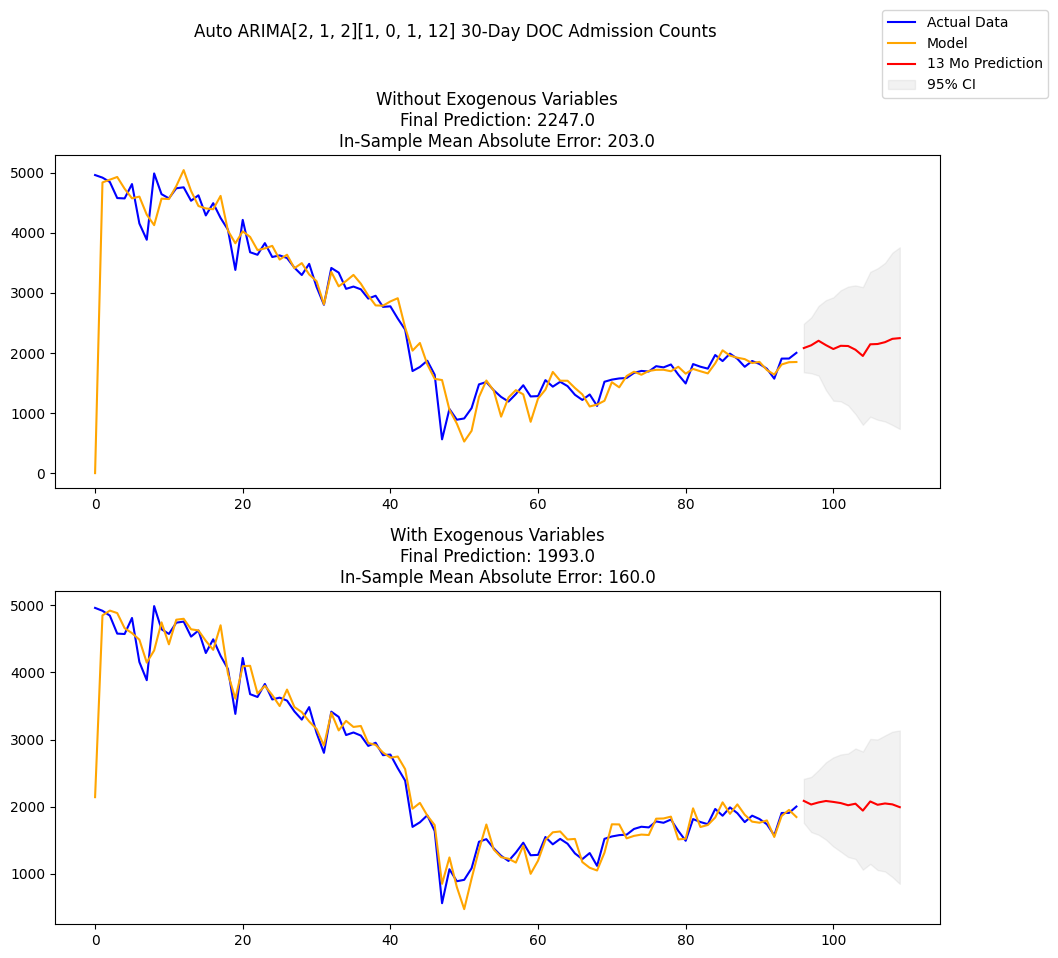 Auto ARIMA[2, 1, 2][1, 0, 1, 12] 30-Day DOC Admission Counts
Actual Data
Model
13 Mo Prediction
95% CI
Without Exogenous Variables
Final Prediction: 2247.0
In-Sample Mean Absolute Error: 203.0
5000
4000
3000
2000
1000
0
0 20 40 60 80 100
With Exogenous Variables
Final Prediction: 1993.0
In-Sample Mean Absolute Error: 160.0
5000
4000
3000
2000
1000
0 20 40 60 80 100